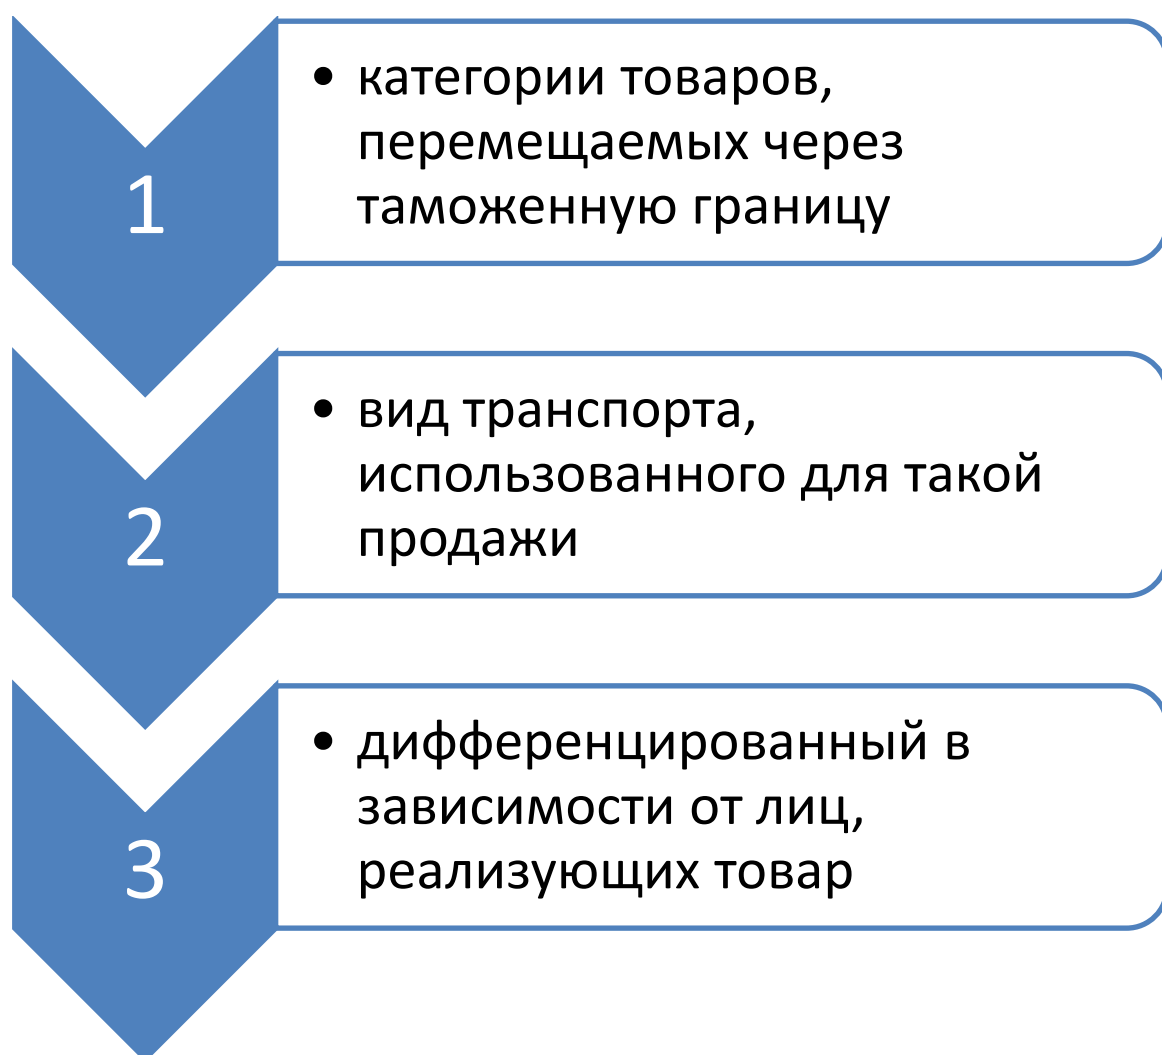 1
• категории товаров,
перемещаемых через
таможенную границу
2
• вид транспорта,
использованного для такой
продажи
3
• дифференцированный в
зависимости от лиц,
реализующих товар